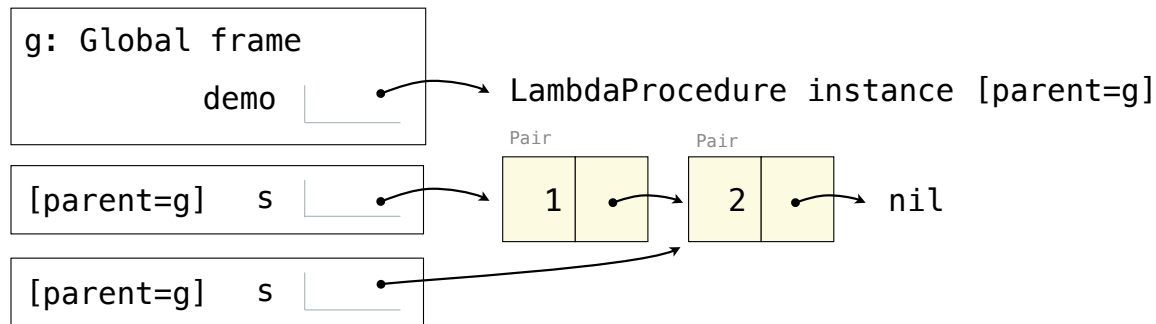 g: Global frame
demo
LambdaProcedure instance [parent=g]
Pair
Pair
[parent=g] s
1
2
nil
[parent=g] s